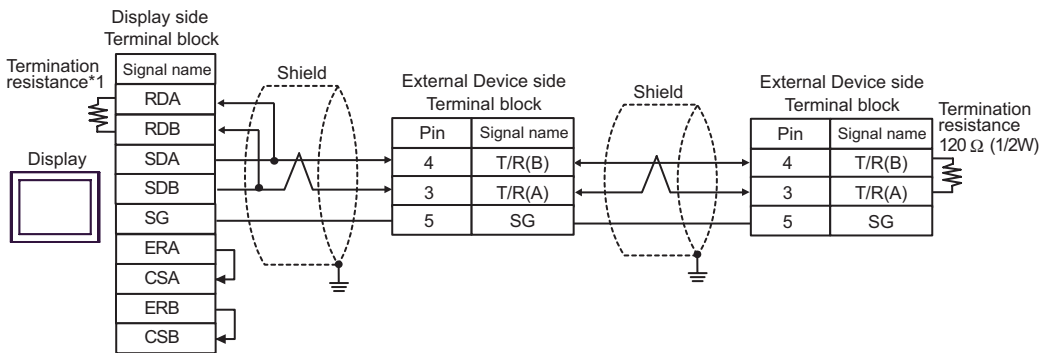 Display side
Terminal block
Termination
resistance*1
Signal name
RDA
RDB
SDA
SDB
SG
ERA
CSA
ERB
CSB
Display
Shield
External Device side
Terminal block
Pin Signal name
4 T/R(B)
3 T/R(A)
5 SG
Shield
External Device side
Terminal block
Pin Signal name
4 T/R(B)
3 T/R(A)
5 SG
Termination
resistance
120 Ω (1/2W)